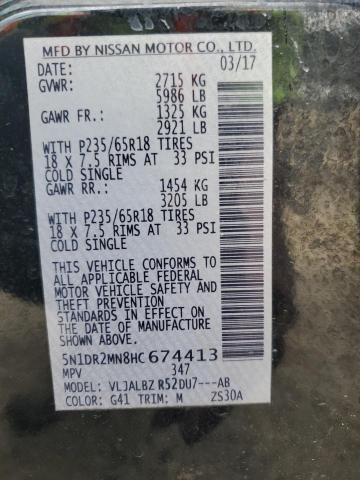 MFD BY NISSAN MOTOR CO., LTD.
DATE: 03/17
GVWR: 2715 KG
5986 LB
GAWR FR.: 1325 KG
2921 LB
WITH P235/65R18 TIRES
18 X 7.5 RIMS AT 33 PSI
COLD SINGLE
GAWR RR.: 1454 KG
3205 LB
WITH P235/65R18 TIRES
18 X 7.5 RIMS AT 33 PSI
COLD SINGLE
THIS VEHICLE CONFORMS TO
ALL APPLICABLE FEDERAL
MOTOR VEHICLE SAFETY AND
THEFT PREVENTION
STANDARDS IN EFFECT ON
THE DATE OF MANUFACTURE
SHOWN ABOVE.
5N1DR2MN8HC674413
MPV 347
MODEL: VLJALBZ R52DU7---AB
COLOR: G41 TRIM: M ZS30A